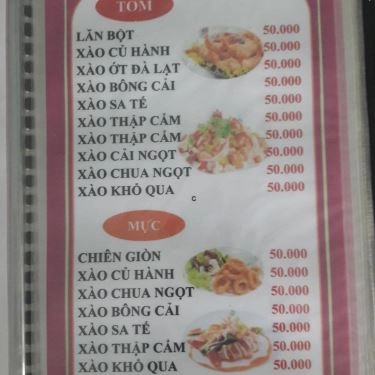 TÔM
LĂN BỘT 50.000
XÀO CỦ HÀNH 50.000
XÀO ỚT ĐÀ LẠT 50.000
XÀO BÔNG CẢI 50.000
XÀO SA TÉ 50.000
XÀO THẬP CẢM 50.000
XÀO THẬP CẢM 50.000
XÀO CẢI NGỌT 50.000
XÀO CHUA NGỌT 50.000
XÀO KHỔ QUA 50.000
MỰC
CHIÊN GIÒN 50.000
XÀO CỦ HÀNH 50.000
XÀO CHUA NGỌT 50.000
XÀO BÔNG CẢI 50.000
XÀO SA TẾ 50.000
XÀO THẬP CẢM 50.000
XÀO KHỔ QUA 50.000